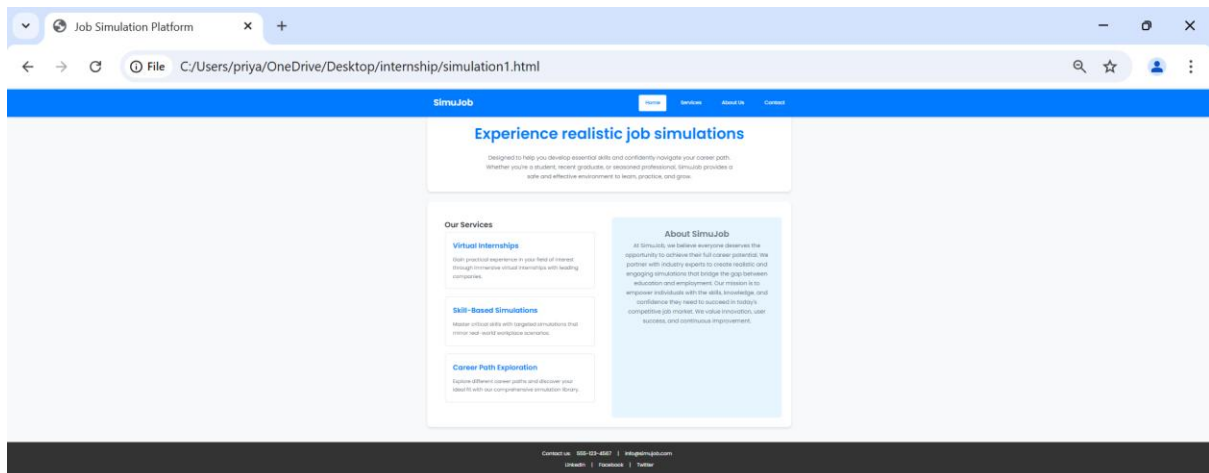 Job Simulation Platform
File C:/Users/priya/OneDrive/Desktop/internship/simulation1.html
SimuJob Home Services About Us Contact
Experience realistic job simulations
Designed to help you develop essential skills and confidently navigate your career path.
Whether you're a student, recent graduate, or seasoned professional, SimuJob provides a
safe and effective environment to learn, practice, and grow.
Our Services
Virtual Internships
Gain practical experience in your field of interest
through immersive virtual internships with leading
companies.
Skill-Based Simulations
Master critical skills with targeted simulations that
mirror real-world workplace scenarios.
Career Path Exploration
Explore different career paths and discover your
ideal fit with our comprehensive simulation library.
About SimuJob
At SimuJob, we believe everyone deserves the
opportunity to achieve their full career potential. We
partner with industry experts to create realistic and
engaging simulations that bridge the gap between
education and employment. Our mission is to
empower individuals with the skills, knowledge, and
confidence they need to succeed in today's
competitive job market. We value innovation, user
success, and continuous improvement.
Contact us: 555-123-4567 | info@simujob.com
LinkedIn | Facebook | Twitter